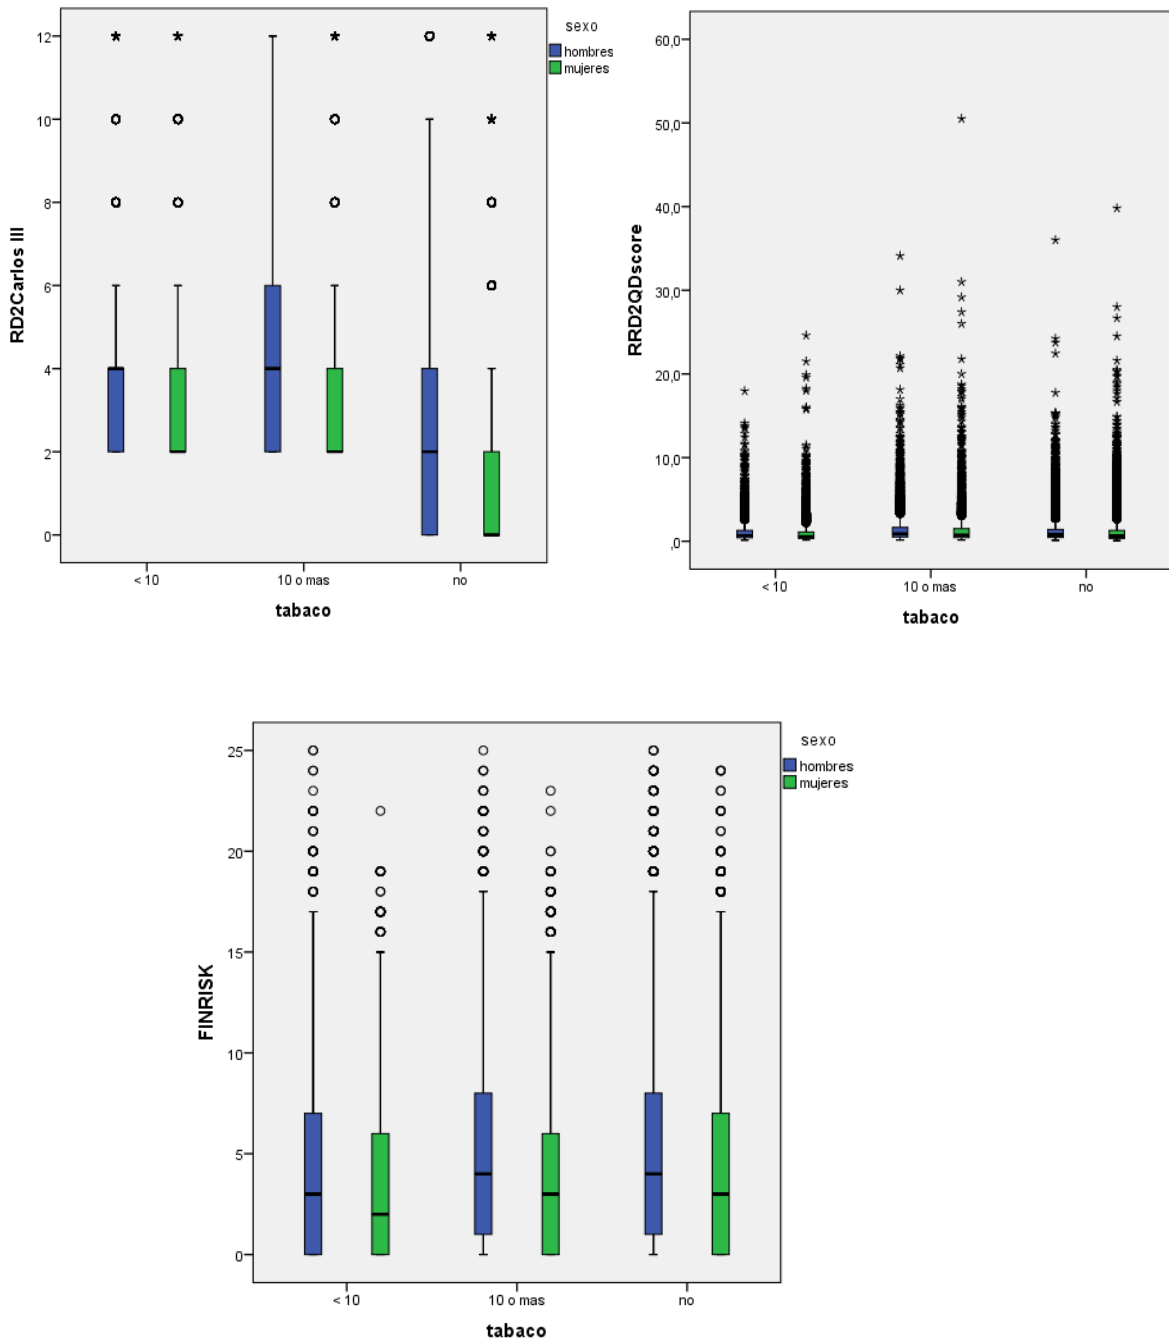 sexo
hombres
mujeres
12
10
8
6
4
2
0
RD2Carlos III
< 10
10 o mas
no
tabaco
60,0
50,0
40,0
30,0
20,0
10,0
,0
RRD2QDscore
< 10
10 o mas
no
tabaco
sexo
hombres
mujeres
25
20
15
10
5
0
FINRISK
< 10
10 o mas
no
tabaco